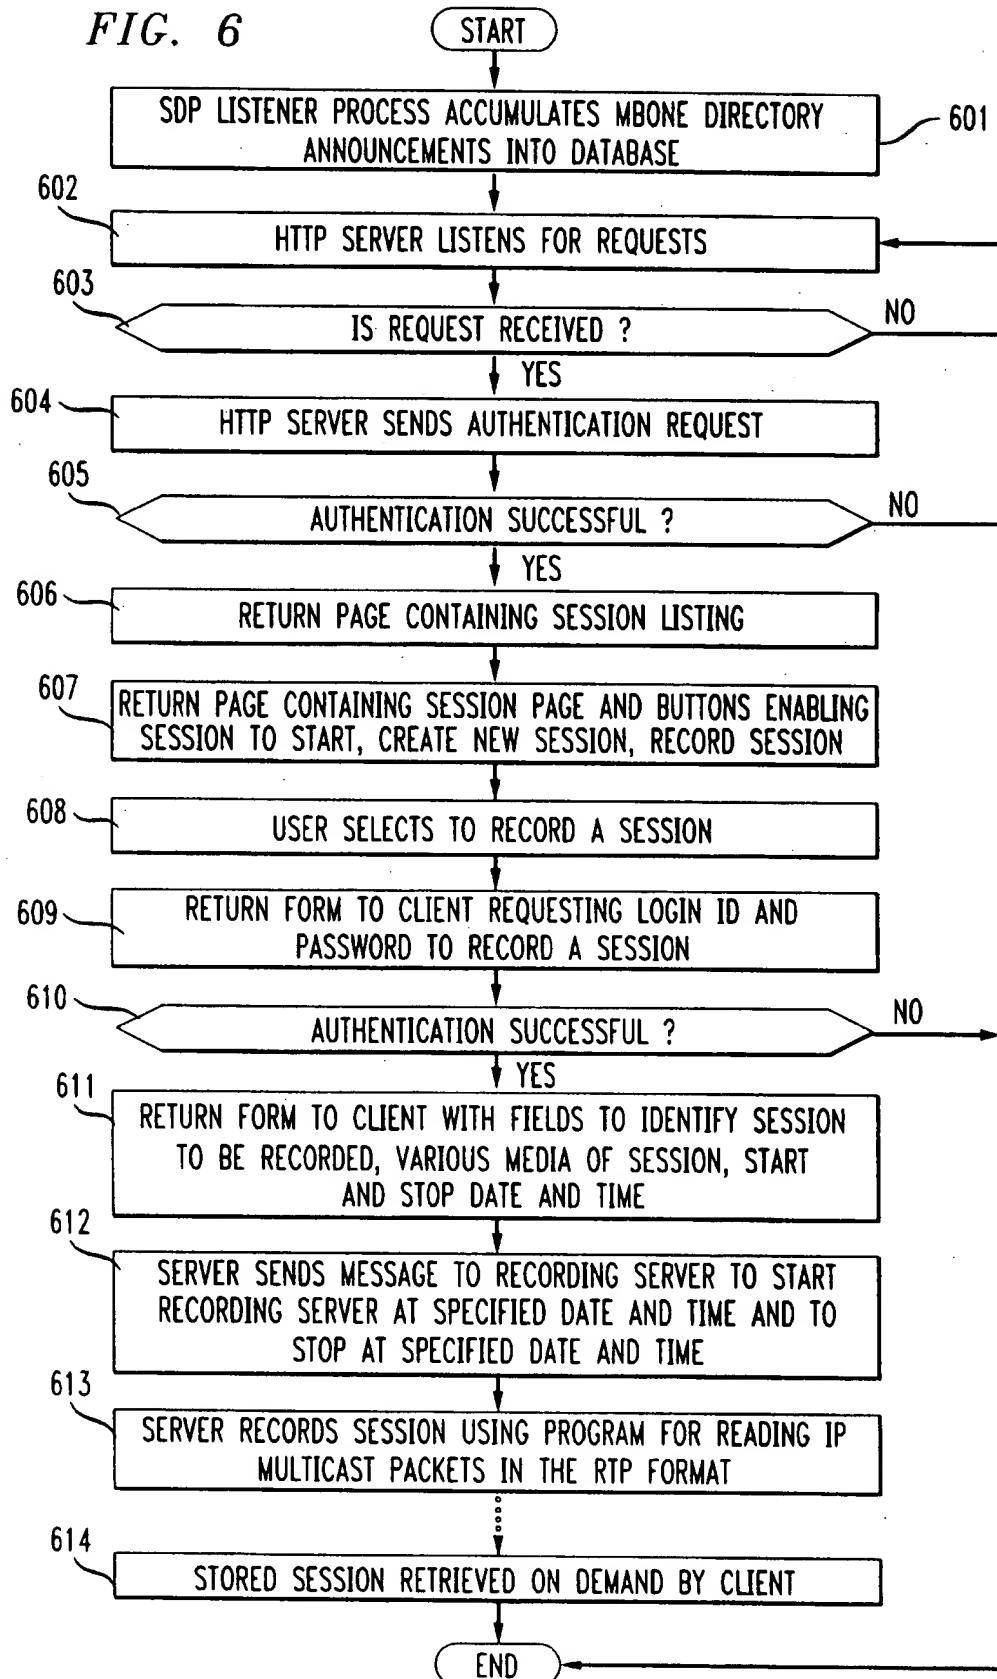 FIG. 6
START
SDP LISTENER PROCESS ACCUMULATES MBONE DIRECTORY
ANNOUNCEMENTS INTO DATABASE
601
602
HTTP SERVER LISTENS FOR REQUESTS
603
IS REQUEST RECEIVED ?
NO
YES
604
HTTP SERVER SENDS AUTHENTICATION REQUEST
605
AUTHENTICATION SUCCESSFUL ?
NO
YES
606
RETURN PAGE CONTAINING SESSION LISTING
607
RETURN PAGE CONTAINING SESSION PAGE AND BUTTONS ENABLING
SESSION TO START, CREATE NEW SESSION, RECORD SESSION
608
USER SELECTS TO RECORD A SESSION
609
RETURN FORM TO CLIENT REQUESTING LOGIN ID AND
PASSWORD TO RECORD A SESSION
610
AUTHENTICATION SUCCESSFUL ?
NO
YES
611
RETURN FORM TO CLIENT WITH FIELDS TO IDENTIFY SESSION
TO BE RECORDED, VARIOUS MEDIA OF SESSION, START
AND STOP DATE AND TIME
612
SERVER SENDS MESSAGE TO RECORDING SERVER TO START
RECORDING SERVER AT SPECIFIED DATE AND TIME AND TO
STOP AT SPECIFIED DATE AND TIME
613
SERVER RECORDS SESSION USING PROGRAM FOR READING IP
MULTICAST PACKETS IN THE RTP FORMAT
614
STORED SESSION RETRIEVED ON DEMAND BY CLIENT
END